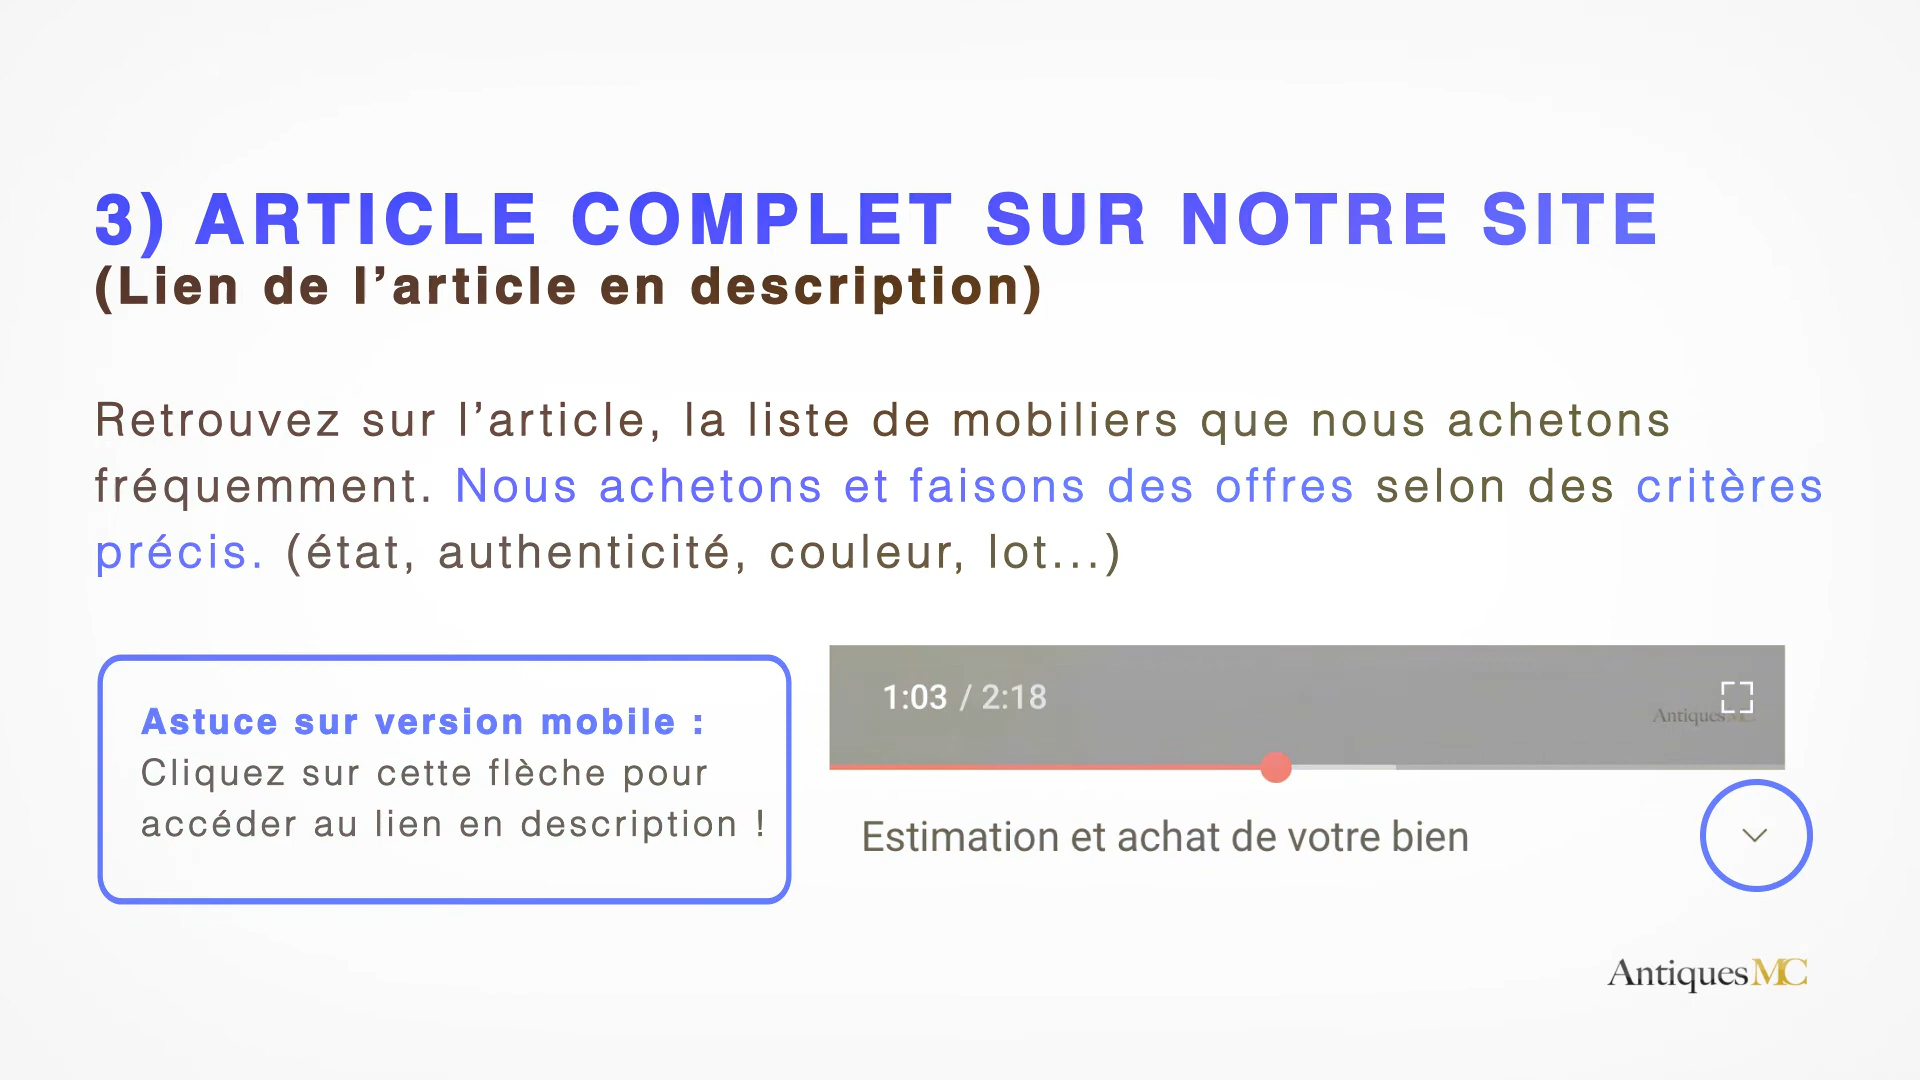 3) ARTICLE COMPLET SUR NOTRE SITE
(Lien de l’article en description)
Retrouvez sur l’article, la liste de mobiliers que nous achetons
fréquemment. Nous achetons et faisons des offres selon des critères
précis. (état, authenticité, couleur, lot...)
Astuce sur version mobile :
Cliquez sur cette flèche pour
accéder au lien en description !
1:03 / 2:18
AntiquesMC
Estimation et achat de votre bien
AntiquesMC